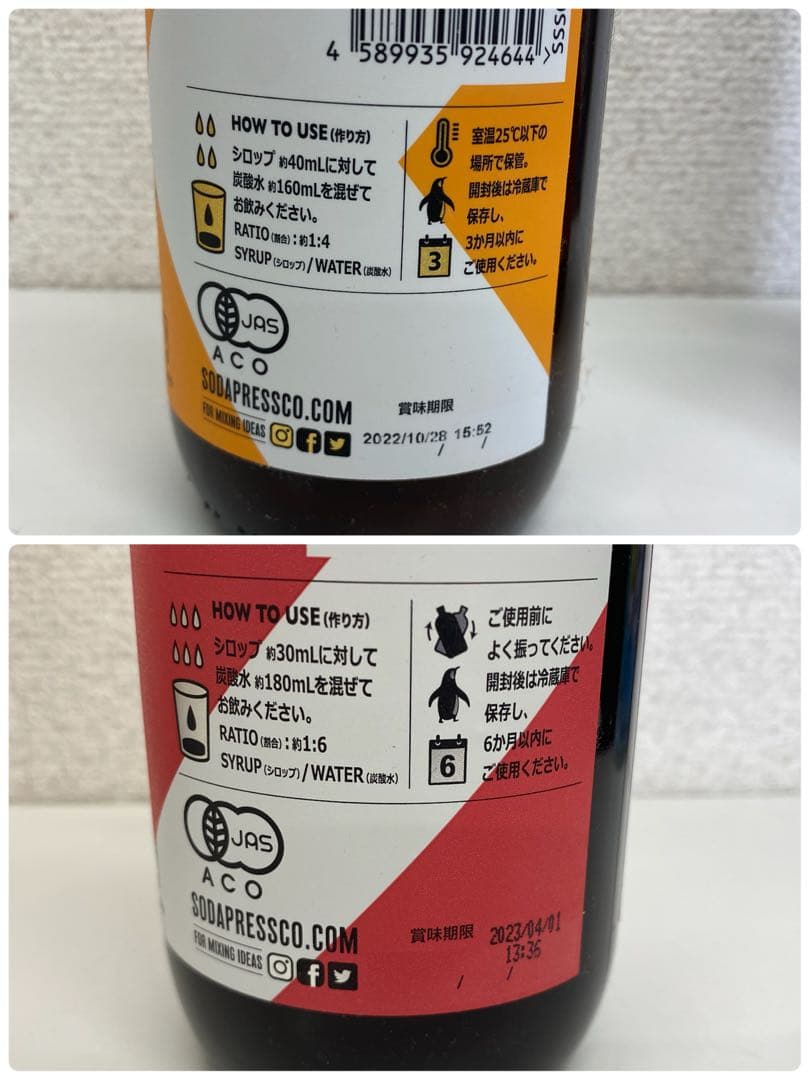 4 589935 924644 >
SSSO
HOW TO USE (作り方)
シロップ 約40mLに対して
炭酸水 約160mLを混ぜて
お飲みください。
RATIO (割合) : 約1:4
SYRUP (シロップ) / WATER (炭酸水)
室温25℃以下の
場所で保管。
開封後は冷蔵庫で
保存し、
3か月以内に
ご使用ください。
3
JAS
ACO
SODAPRESSCO.COM
FOR MIXING IDEAS
賞味期限
2022/10/28 15:52
/ /
HOW TO USE (作り方)
シロップ 約30mLに対して
炭酸水 約180mLを混ぜて
お飲みください。
RATIO (割合) : 約1:6
SYRUP (シロップ) / WATER (炭酸水)
ご使用前に
よく振ってください。
開封後は冷蔵庫で
保存し、
6か月以内に
ご使用ください。
6
JAS
ACO
SODAPRESSCO.COM
FOR MIXING IDEAS
賞味期限 2023/04/01
13:36
/ /